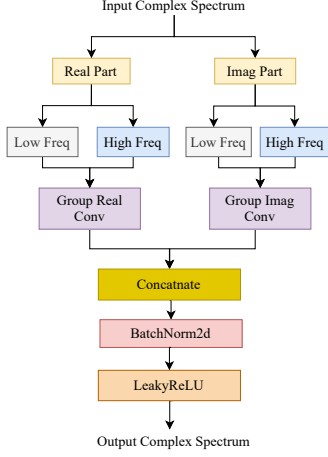 Input Complex Spectrum
Real Part
Imag Part
Low Freq
High Freq
Low Freq
High Freq
Group Real
Conv
Group Imag
Conv
Concatnate
BatchNorm2d
LeakyReLU
Output Complex Spectrum